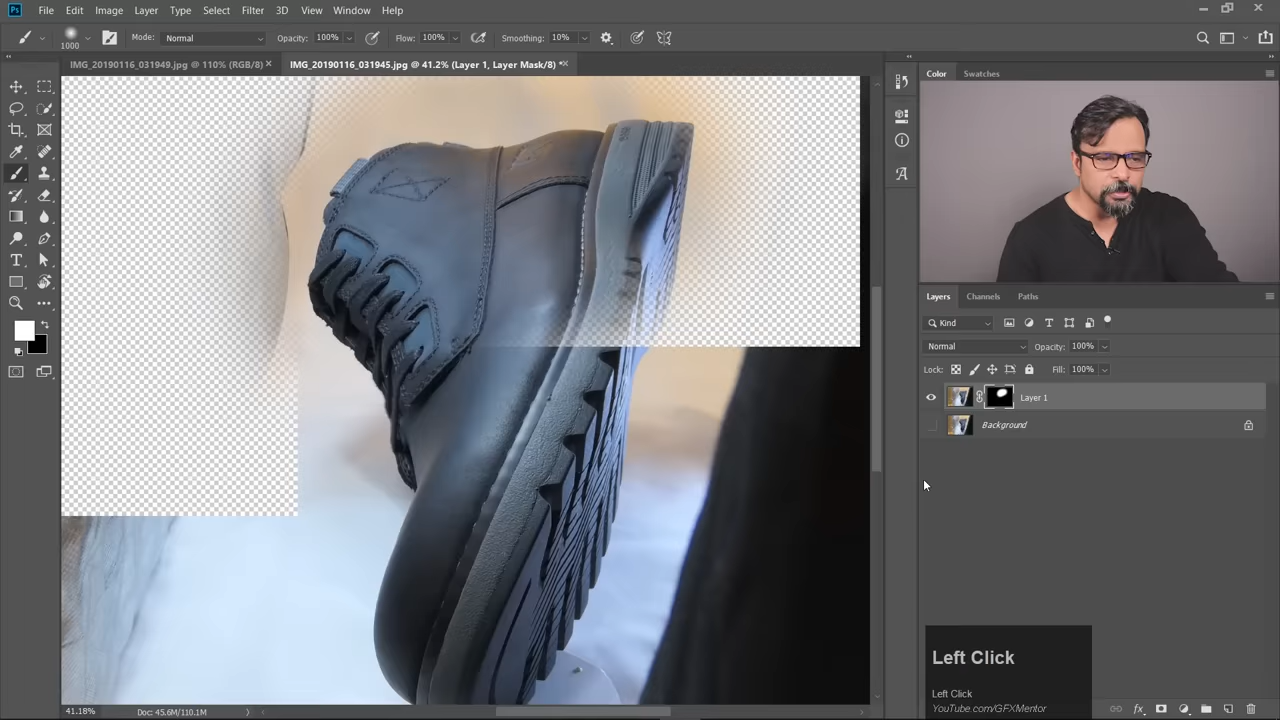 Ps File Edit Image Layer Type Select Filter 3D View Window Help
1000 Mode: Normal Opacity: 100% Flow: 100% Smoothing: 10%
IMG_20190116_031949.jpg @ 110% (RGB/8) × IMG_20190116_031945.jpg @ 41.2% (Layer 1, Layer Mask/8) * ×
Color Swatches
Layers Channels Paths
Kind
Normal Opacity: 100%
Lock: Fill: 100%
Layer 1
Background
Left Click
Left Click
YouTube.com/GFXMentor
41.18% Doc: 45.6M/110.1M